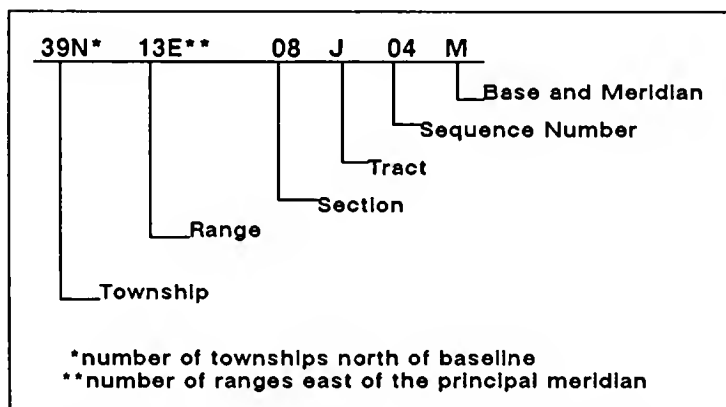 39N* 13E** 08 J 04 M
Base and Meridian
Sequence Number
Tract
Section
Range
Township
*number of townships north of baseline
**number of ranges east of the principal meridian